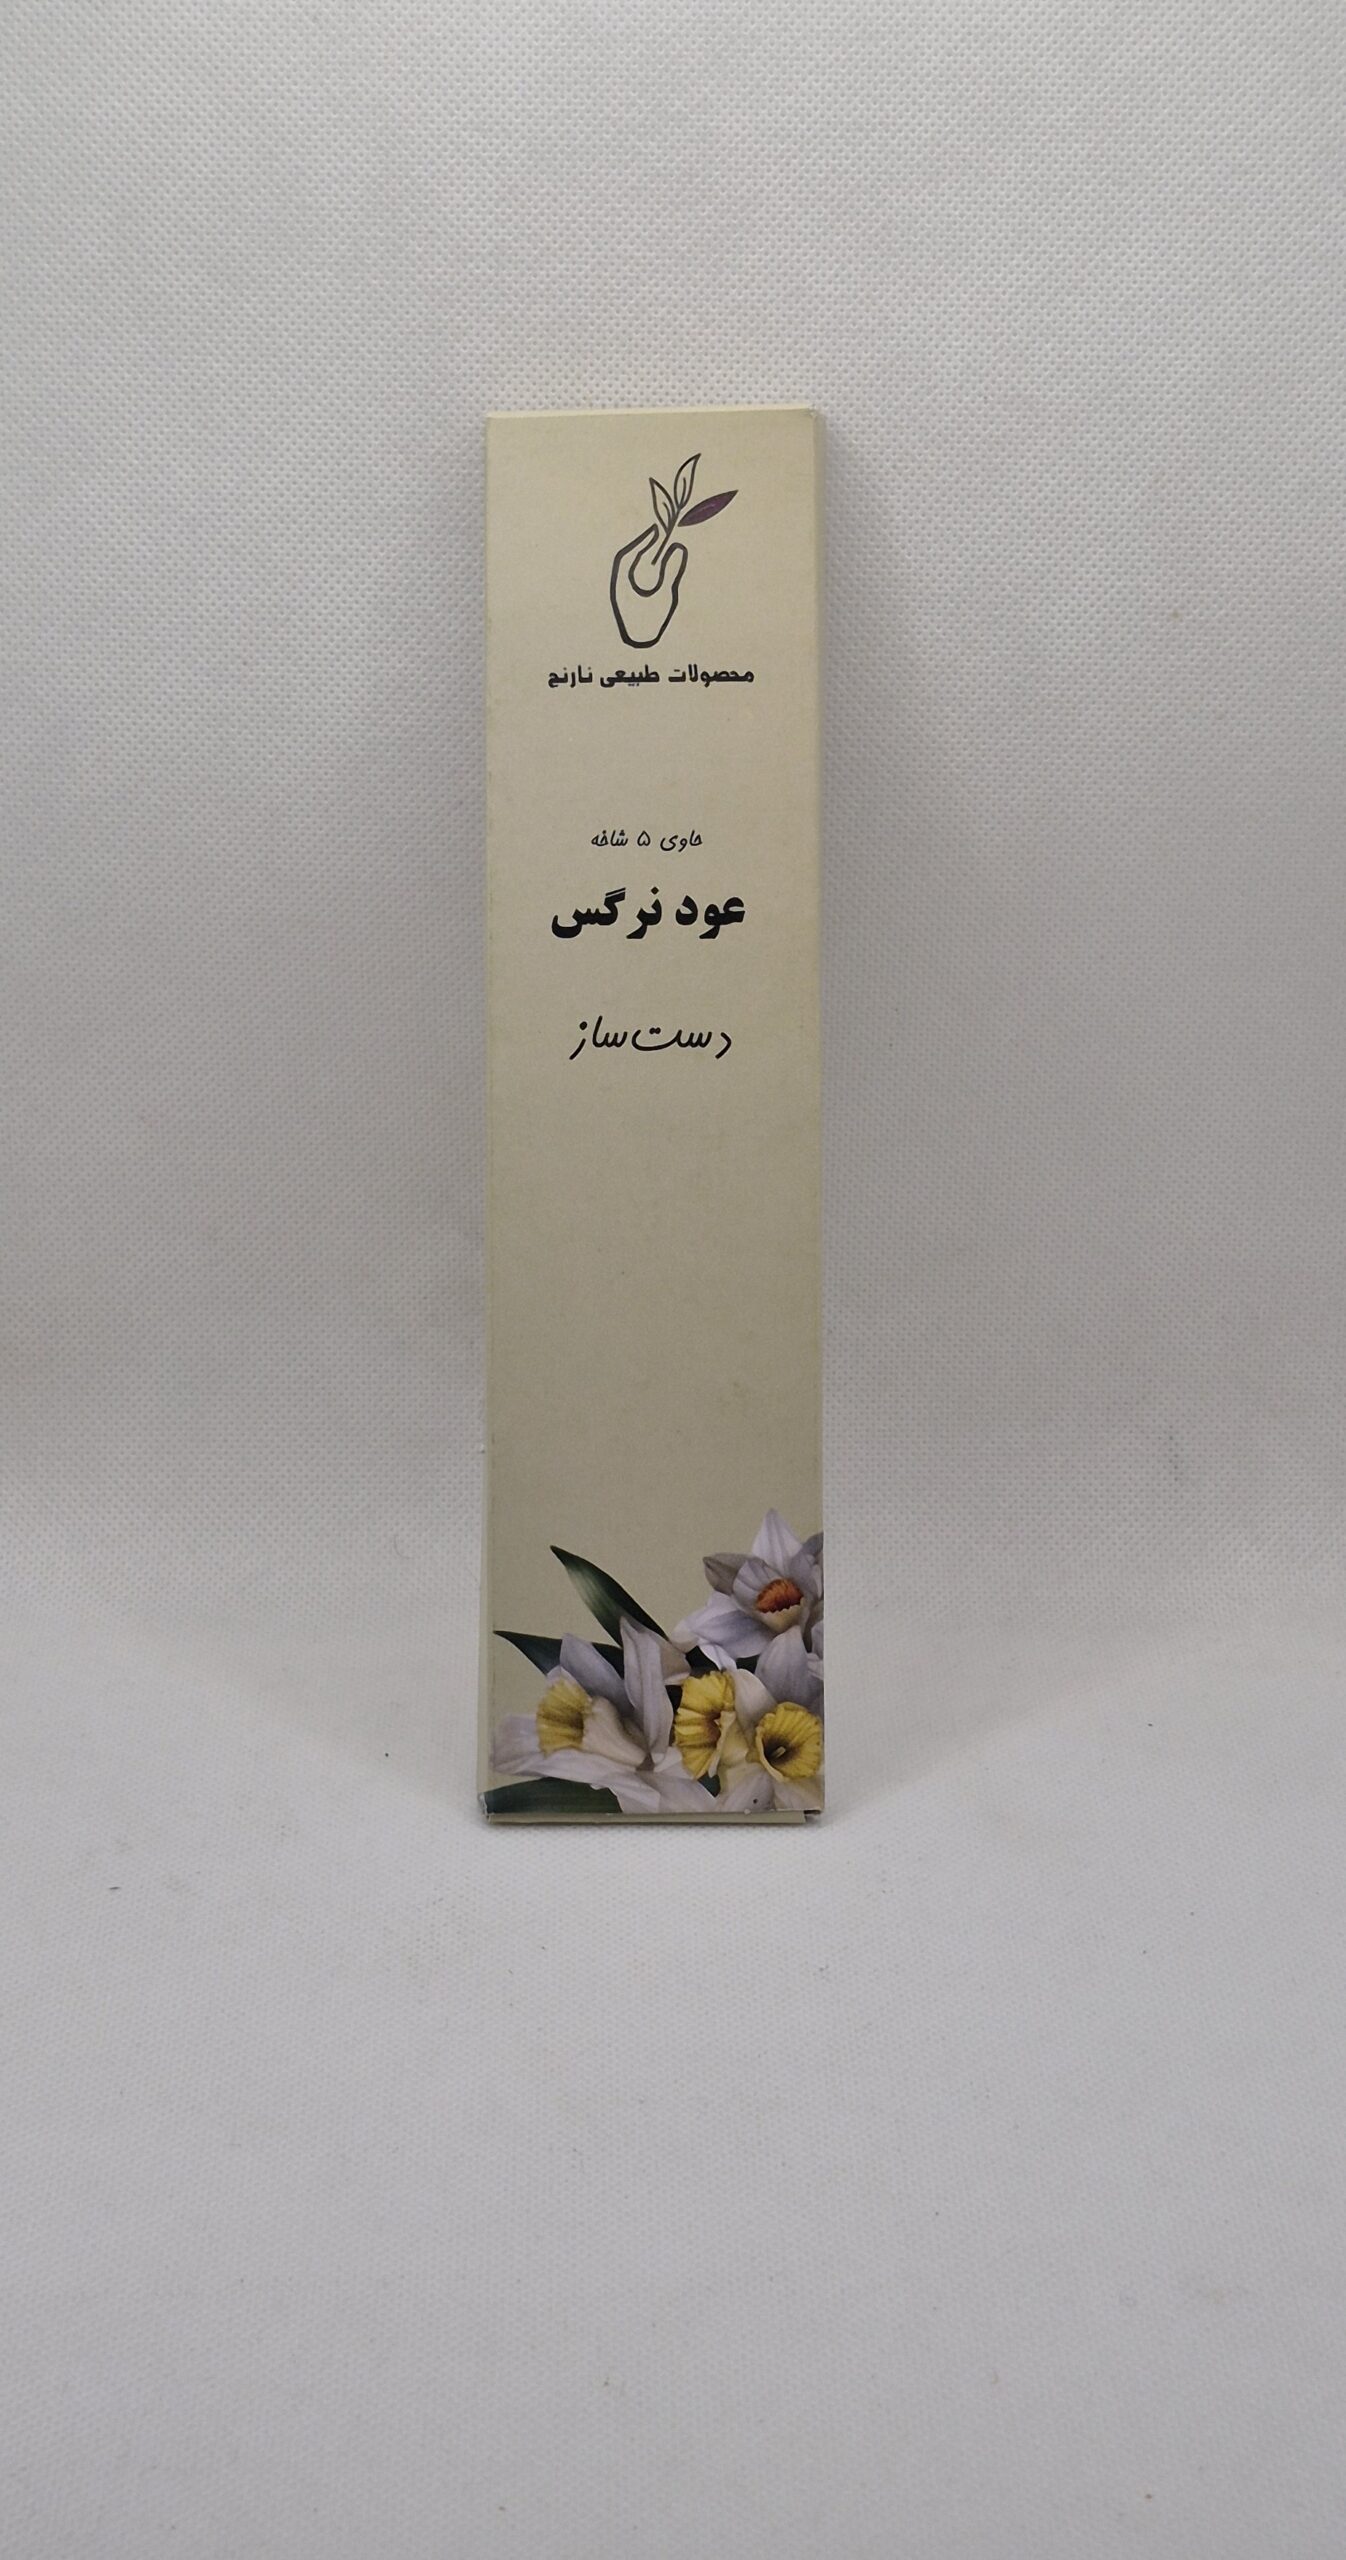 محصولات طبیعی نارنج
حاوی ۵ شاخه
عود نرگس
دست‌ساز